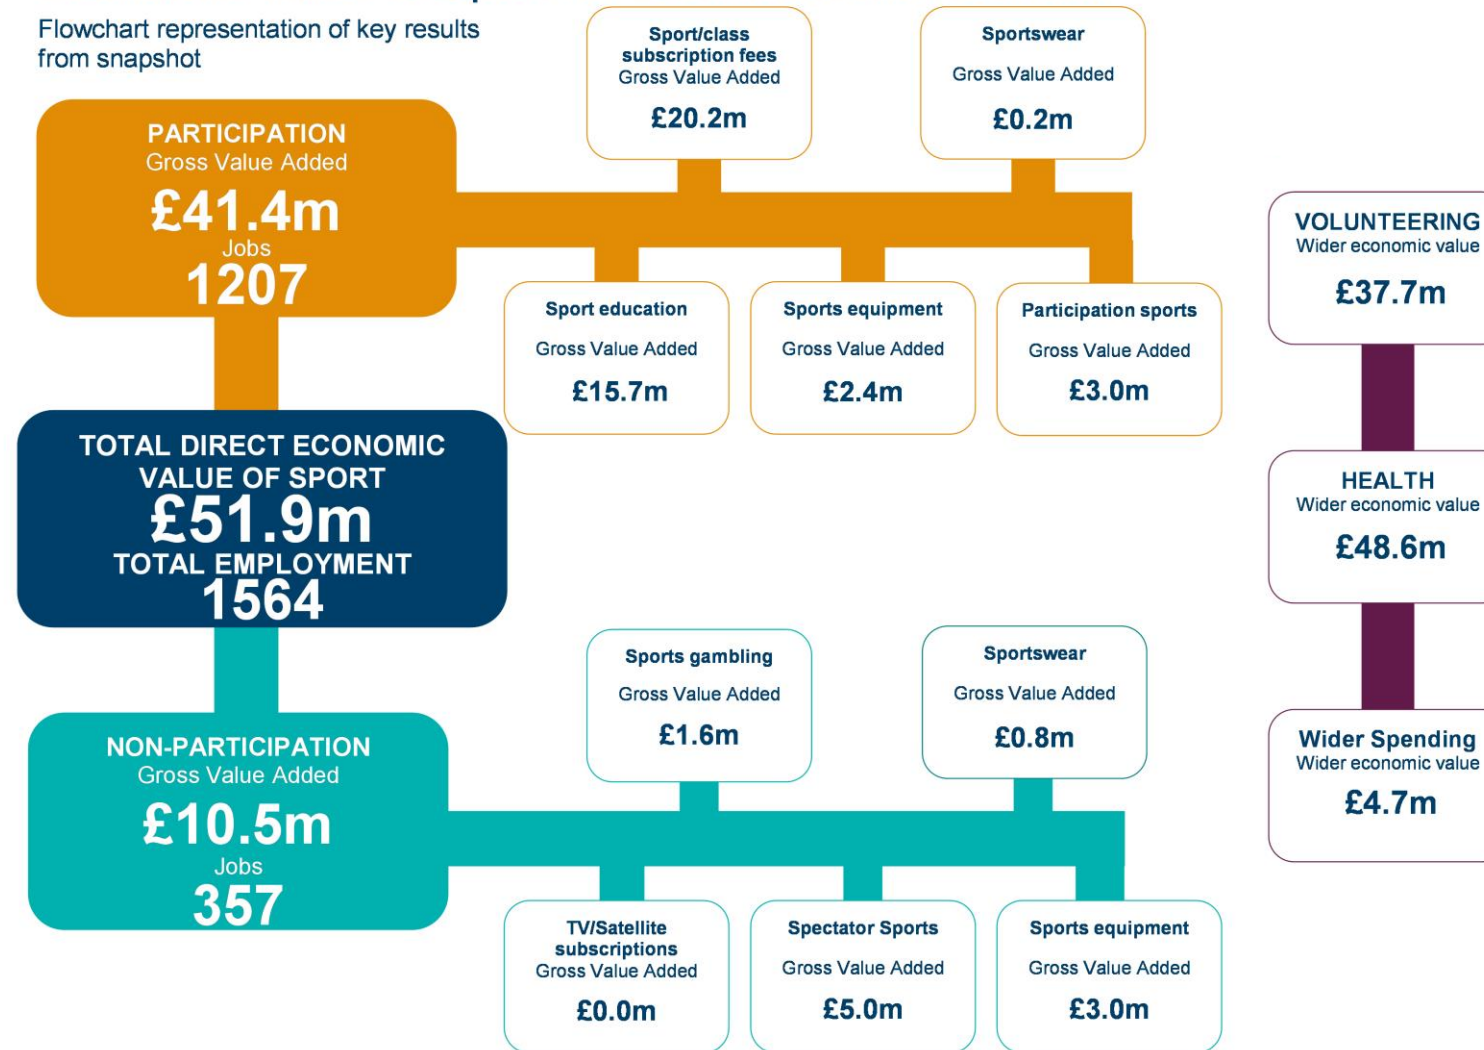 Flowchart representation of key results
from snapshot
PARTICIPATION
Gross Value Added
£41.4m
Jobs
1207
Sport/class
subscription fees
Gross Value Added
£20.2m
Sportswear
Gross Value Added
£0.2m
Sport education
Gross Value Added
£15.7m
Sports equipment
Gross Value Added
£2.4m
Participation sports
Gross Value Added
£3.0m
TOTAL DIRECT ECONOMIC
VALUE OF SPORT
£51.9m
TOTAL EMPLOYMENT
1564
NON-PARTICIPATION
Gross Value Added
£10.5m
Jobs
357
Sports gambling
Gross Value Added
£1.6m
Sportswear
Gross Value Added
£0.8m
TV/Satellite
subscriptions
Gross Value Added
£0.0m
Spectator Sports
Gross Value Added
£5.0m
Sports equipment
Gross Value Added
£3.0m
VOLUNTEERING
Wider economic value
£37.7m
HEALTH
Wider economic value
£48.6m
Wider Spending
Wider economic value
£4.7m